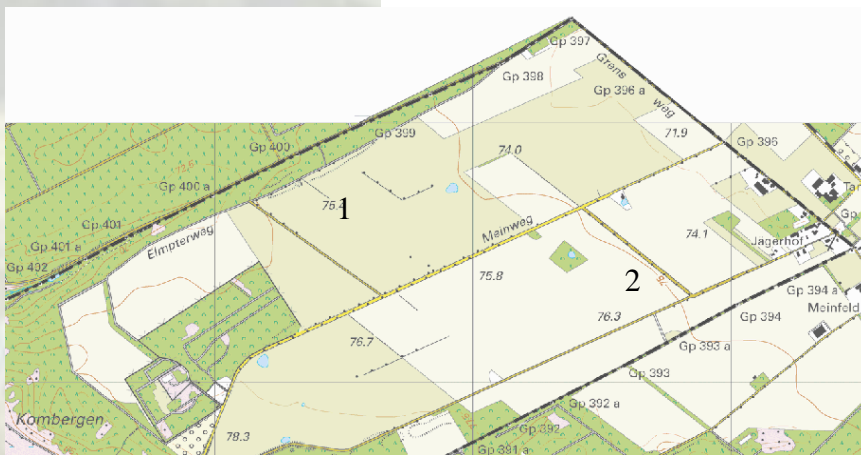 Gp 397
Grens
weg
Gp 398
Gp 396 a
Gp 399
71.9
Gp 396
Gp 400
74.0
Gp 400 a
1
Gp 401
Meinweg
74.1
Jagerhof
Elmpterweg
Gp 401 a
Gp 402
75.8
2
76.3
Gp 394 a
Gp 394
Meinfeld
76.7
Gp 393 a
Gp 393
Gp 392 a
Kombergen
Gp 392
78.3
Gp 391 a